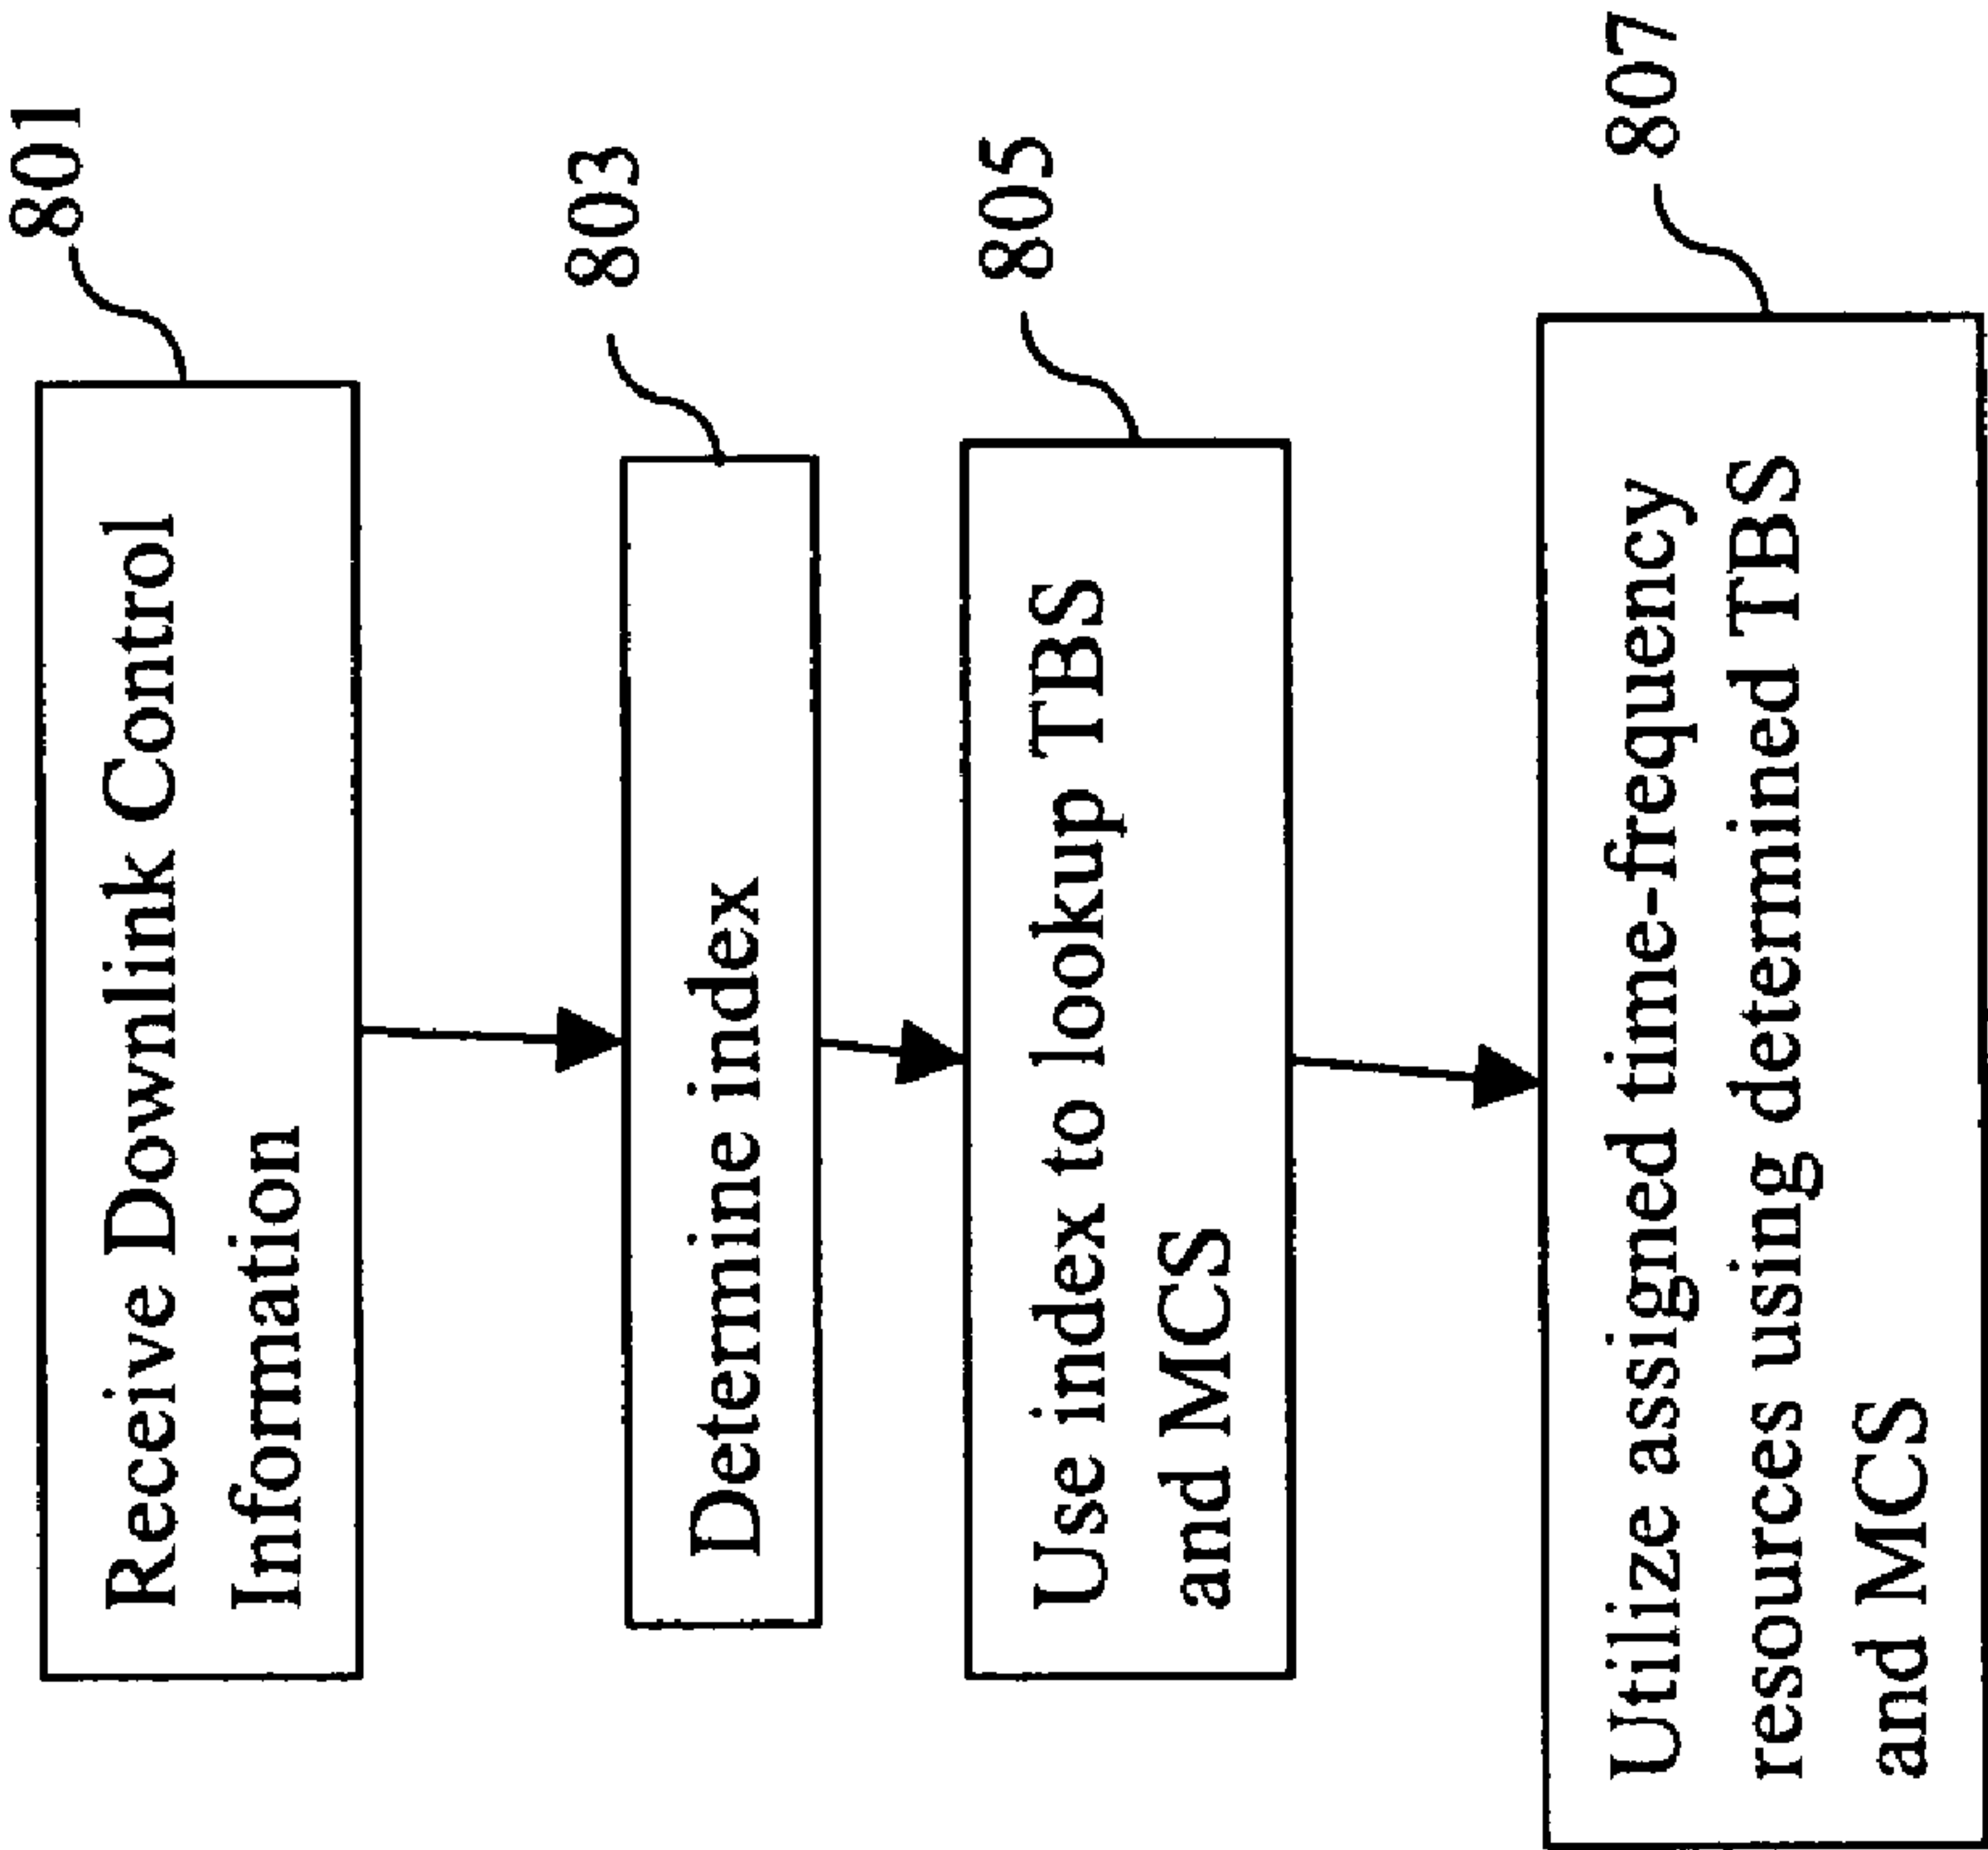 801
Receive Downlink Control
Information
803
Determine index
805
Use index to lookup TBS
and MCS
807
Utilize assigned time-frequency
resources using determined TBS
and MCS